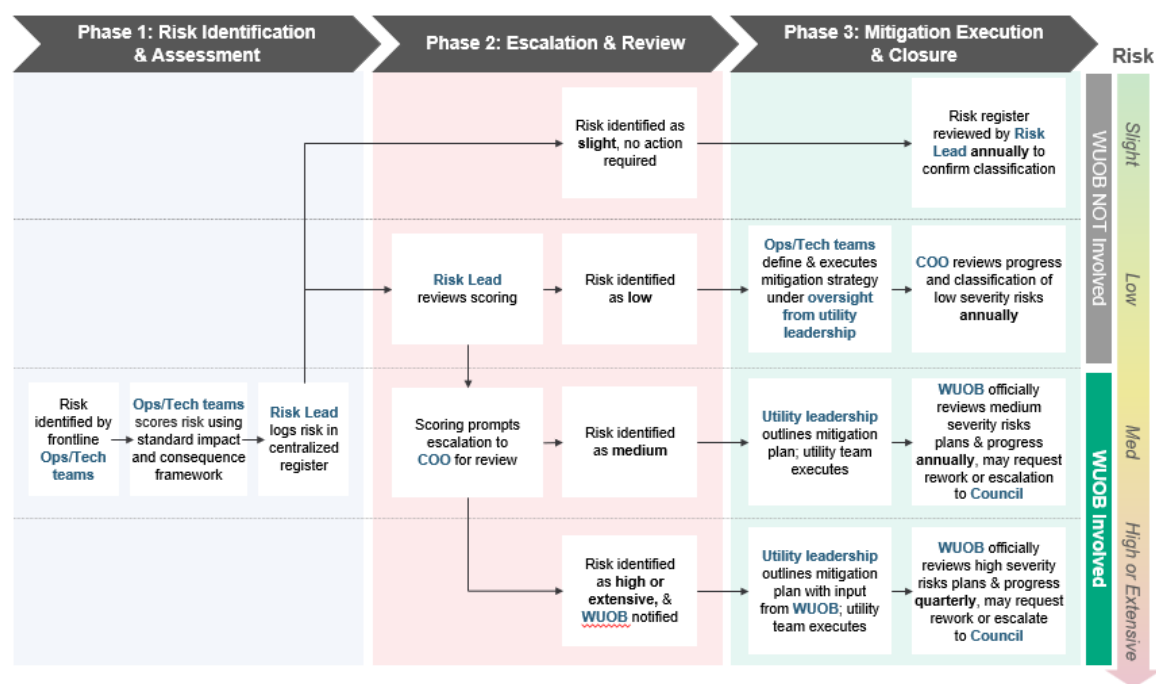 Phase 1: Risk Identification
& Assessment
Phase 2: Escalation & Review
Phase 3: Mitigation Execution
& Closure
Risk
Risk identified as
slight, no action
required
Risk register
reviewed by Risk
Lead annually to
confirm classification
WUOB NOT Involved
Slight
Risk Lead
reviews scoring
Risk identified
as low
Ops/Tech teams
define & executes
mitigation strategy
under oversight
from utility
leadership
COO reviews progress
and classification of
low severity risks
annually
Low
Risk
identified by
frontline
Ops/Tech
teams
Ops/Tech teams
scores risk using
standard impact
and consequence
framework
Risk Lead
logs risk in
centralized
register
Scoring prompts
escalation to
COO for review
Risk identified
as medium
Utility leadership
outlines mitigation
plan; utility team
executes
WUOB officially
reviews medium
severity risks
plans & progress
annually, may request
rework or escalation
to Council
WUOB Involved
Med
Risk identified
as high or
extensive, &
WUOB notified
Utility leadership
outlines mitigation
plan with input
from WUOB; utility
team executes
WUOB officially
reviews high severity
risks plans & progress
quarterly, may request
rework or escalate
to Council
High or Extensive